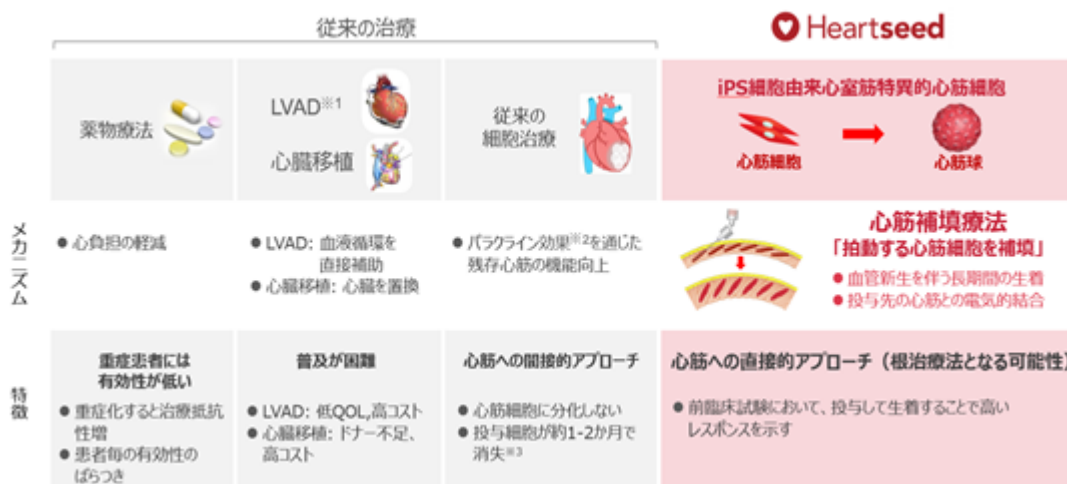 従来の治療
Heartseed
薬物療法
LVAD※1
心臓移植
従来の
細胞治療
iPS細胞由来心室筋特異的心筋細胞
心筋細胞
心筋球
メカニズム
● 心負担の軽減
● LVAD: 血液循環を
直接補助
● 心臓移植: 心臓を置換
● パラクライン効果※2を通じた
残存心筋の機能向上
心筋補填療法
「拍動する心筋細胞を補填」
● 血管新生を伴う長期間の生着
● 投与先の心筋との電気的結合
特徴
重症患者には
有効性が低い
● 重症化すると治療抵抗
性増
● 患者毎の有効性の
ばらつき
普及が困難
● LVAD: 低QOL,高コスト
● 心臓移植: ドナー不足、
高コスト
心筋への間接的アプローチ
● 心筋細胞に分化しない
● 投与細胞が約1-2か月で
消失※3
心筋への直接的アプローチ（根治療法となる可能性）
● 前臨床試験において、投与して生着することで高い
レスポンスを示す